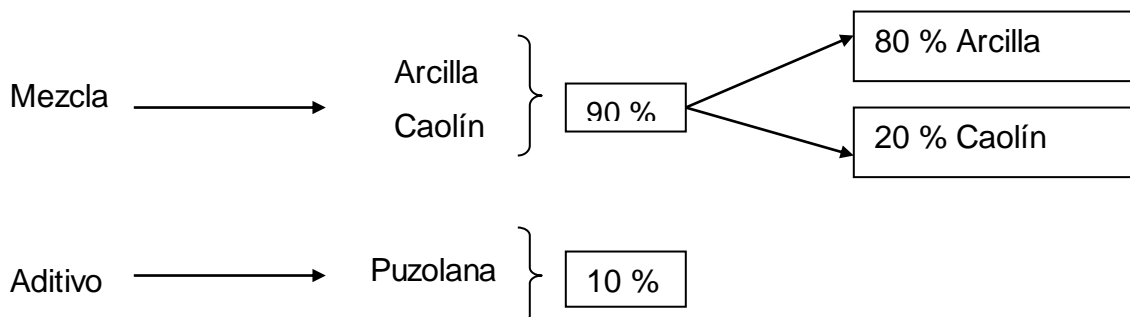 Mezcla
Arcilla
Caolín
90 %
80 % Arcilla
20 % Caolín
Aditivo
Puzolana
10 %